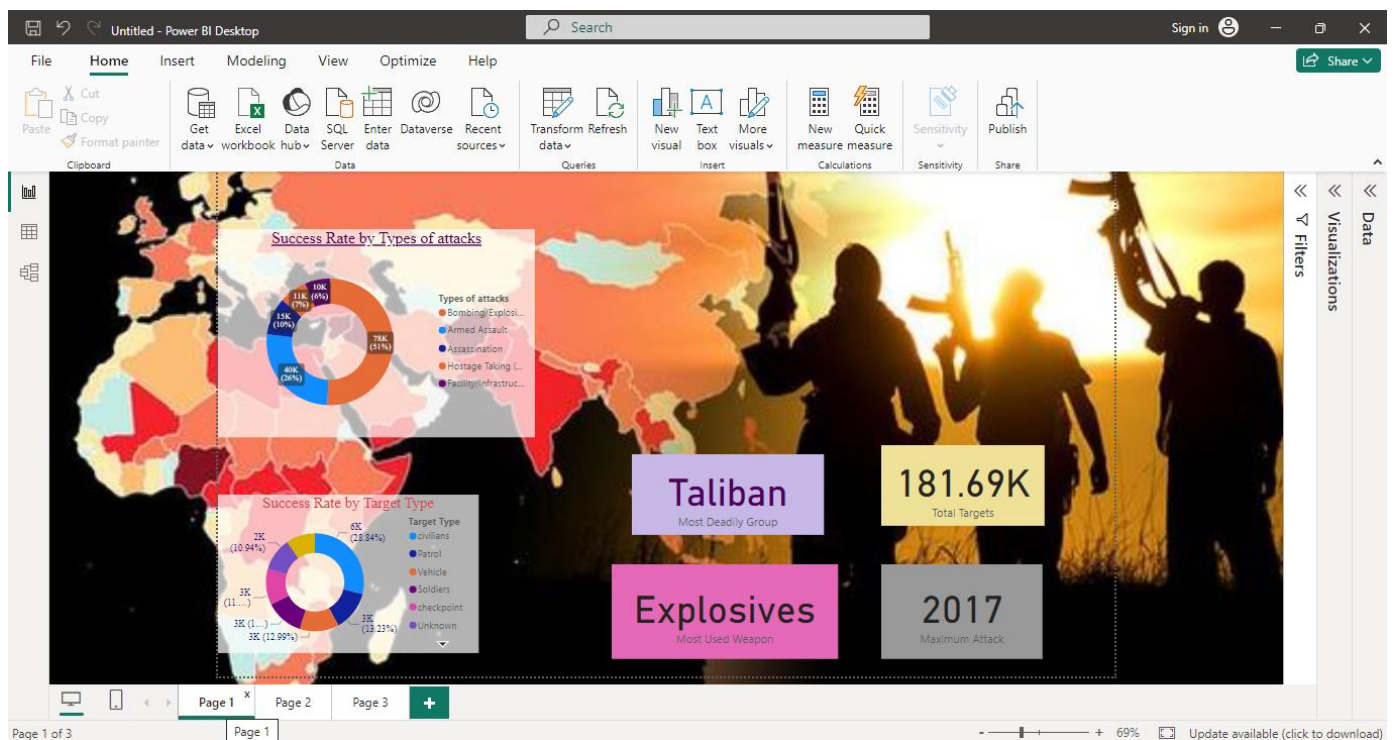 Untitled - Power BI Desktop
Search
Sign in
File Home Insert Modeling View Optimize Help
Share
Paste
Cut
Copy
Format painter
Clipboard
Get data
Excel workbook
Data hub
SQL Server
Enter data
Dataverse
Recent sources
Data
Transform data
Refresh
Queries
New visual
Text box
More visuals
Insert
New measure
Quick measure
Calculations
Sensitivity
Sensitivity
Publish
Share
Success Rate by Types of attacks
10K
(6%)
11K
(7%)
15K
(10%)
78K
(51%)
40K
(26%)
Types of attacks
Bombing/Explosi...
Armed Assault
Assassination
Hostage Taking (...
Facility/Infrastruc...
Success Rate by Target Type
6K
(28.84%)
2K
(10.94%)
3K
(11....)
3K (1...)
3K (12.99%)
3K
(13.23%)
Target Type
civilians
Patrol
Vehicle
Soldiers
checkpoint
Unknown
Taliban
Most Deadily Group
181.69K
Total Targets
Explosives
Most Used Weapon
2017
Maximum Attack
Filters
Visualizations
Data
Page 1 x
Page 2
Page 3
+
Page 1 of 3
Page 1
- + 69%
Update available (click to download)